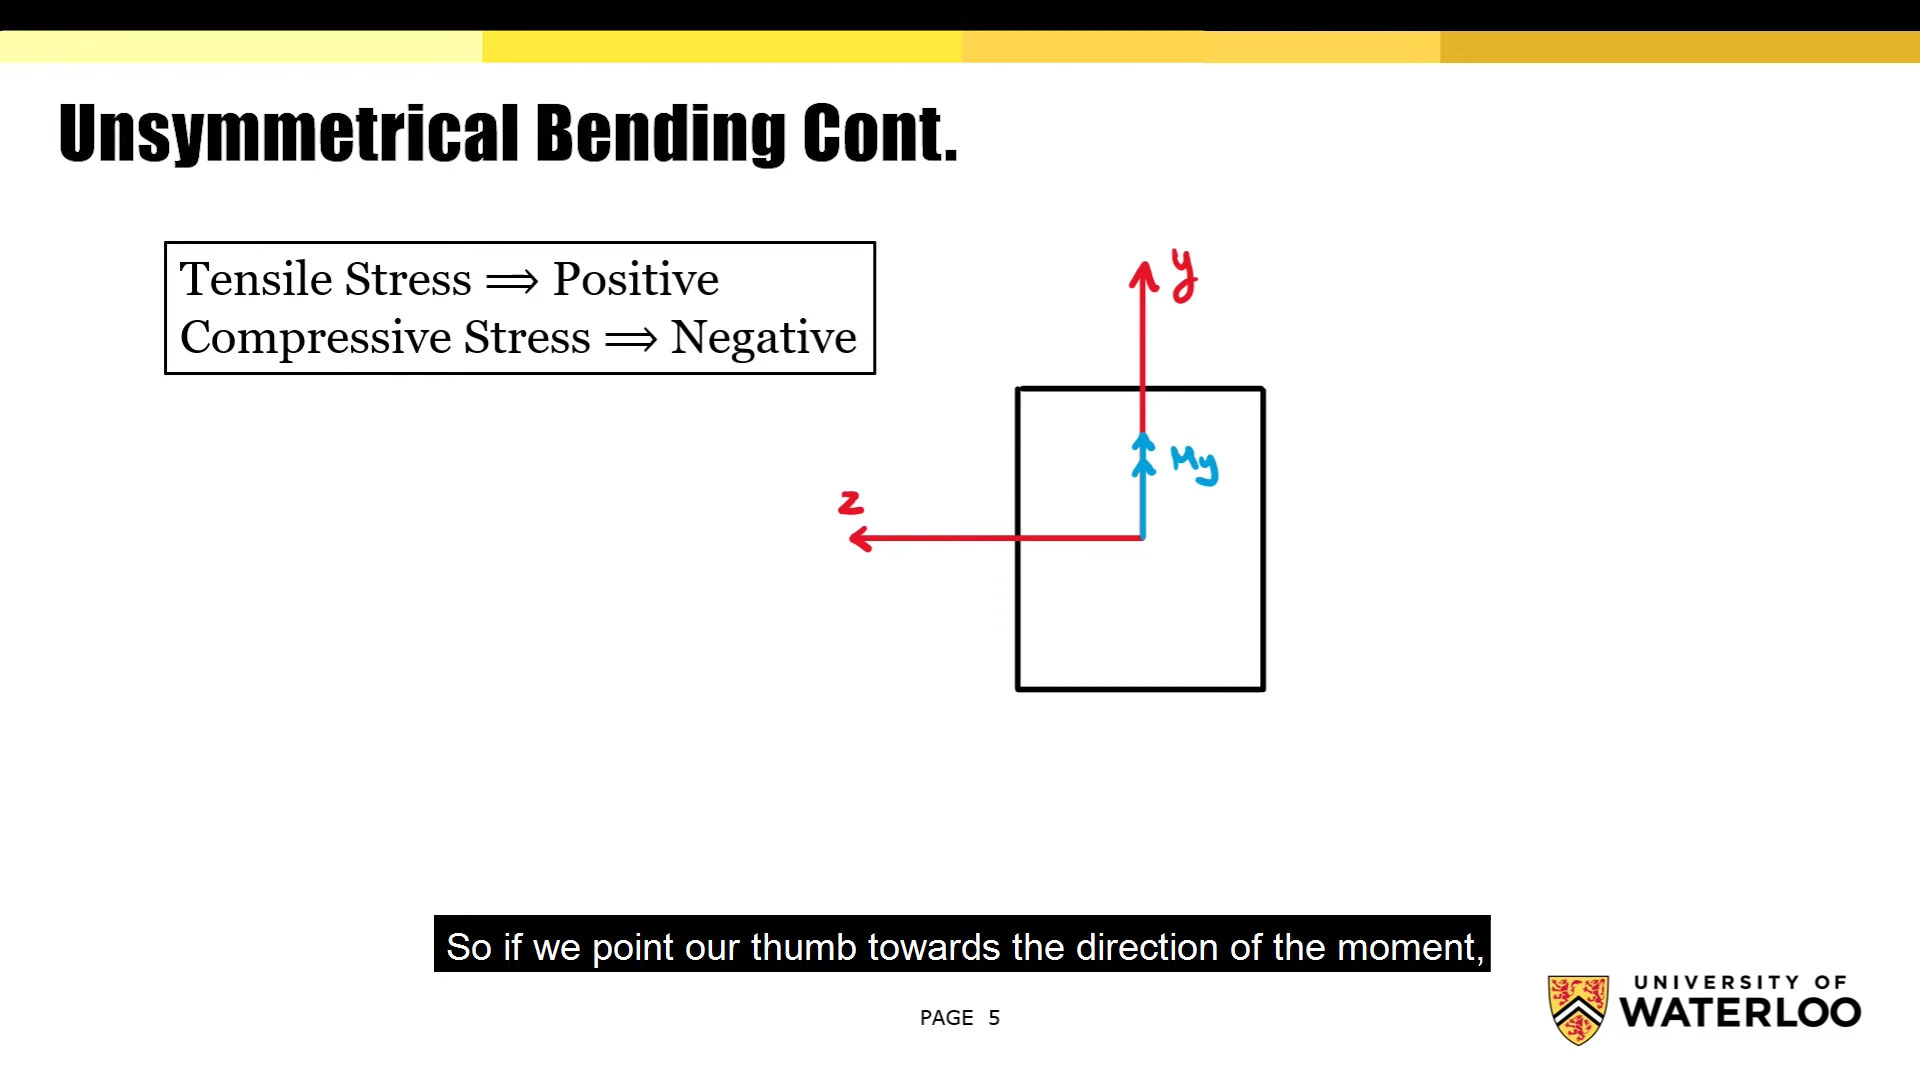 Unsymmetrical Bending Cont.
Tensile Stress ⟹ Positive
Compressive Stress ⟹ Negative
y
My
z
So if we point our thumb towards the direction of the moment,
PAGE 5
UNIVERSITY OF
WATERLOO